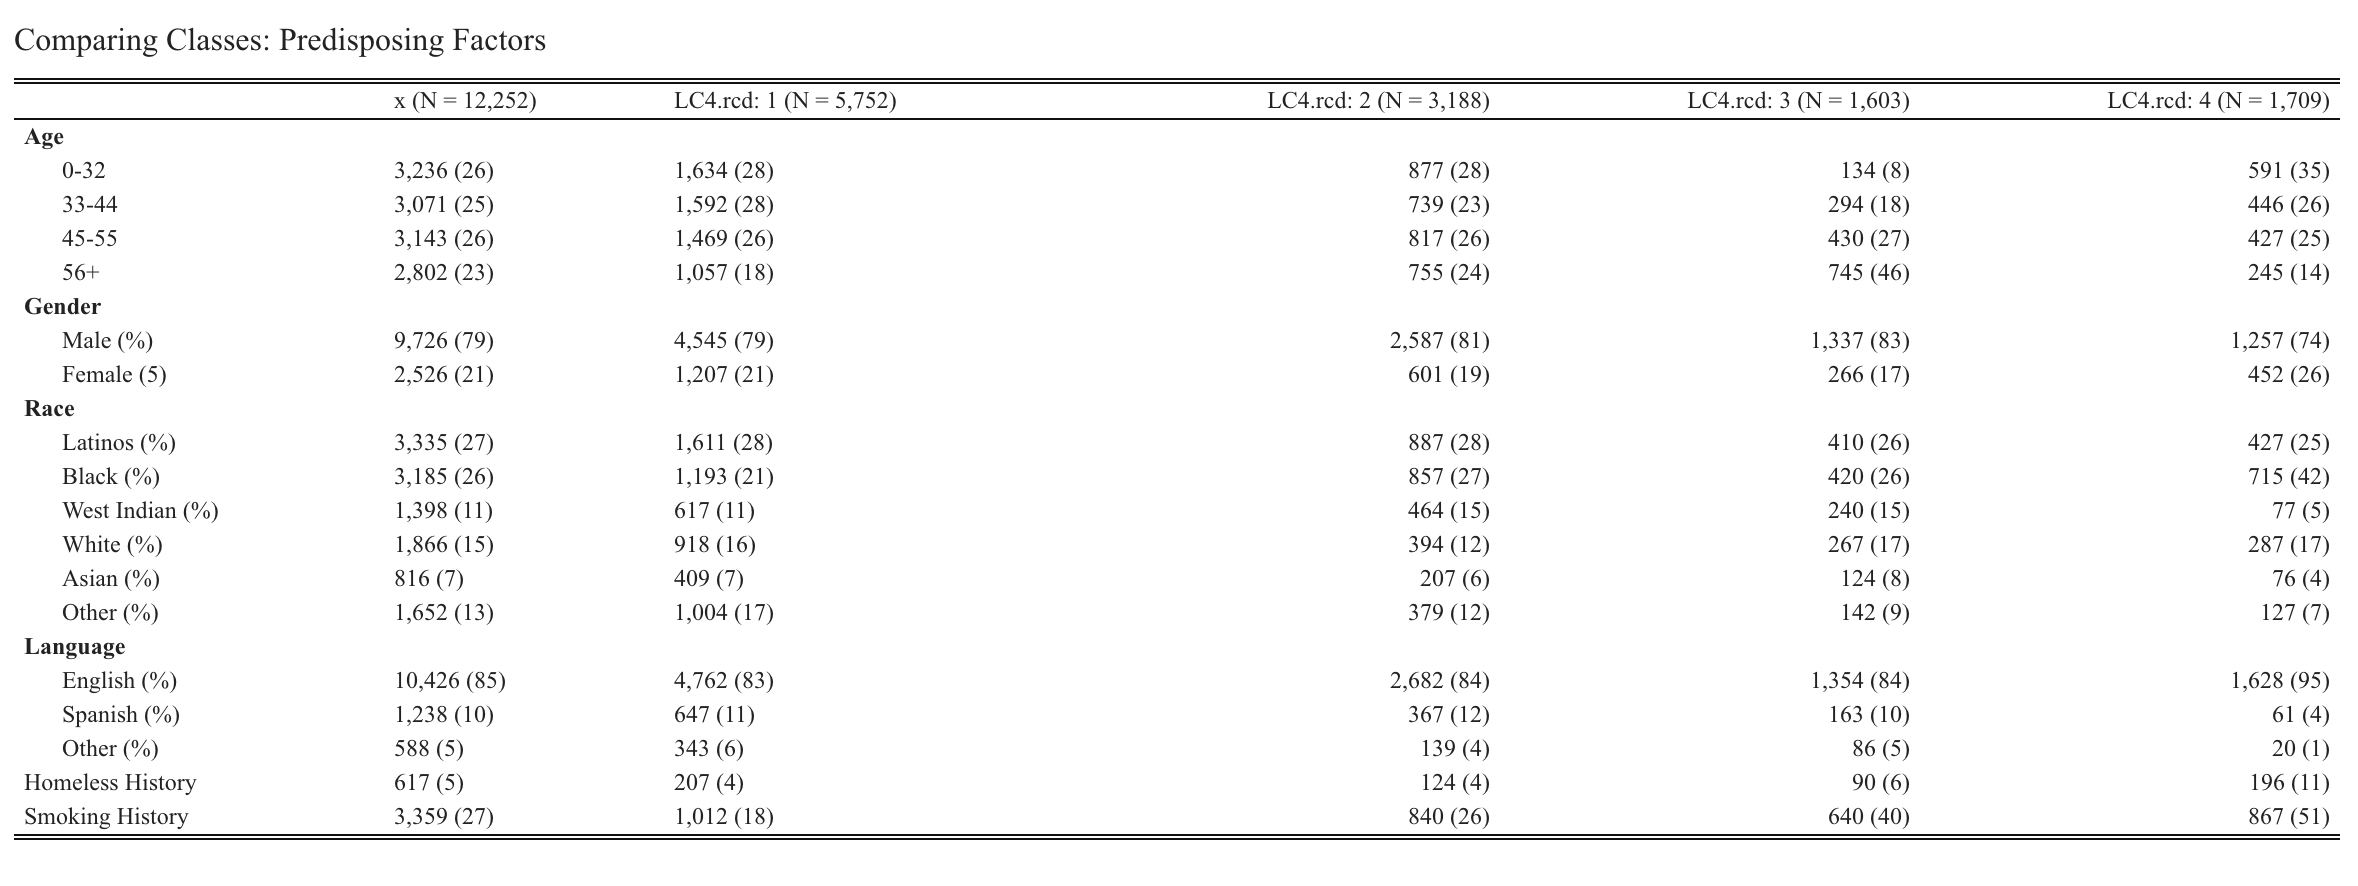 Comparing Classes: Predisposing Factors
x (N = 12,252) LC4.rcd: 1 (N = 5,752) LC4.rcd: 2 (N = 3,188) LC4.rcd: 3 (N = 1,603) LC4.rcd: 4 (N = 1,709)
Age
0-32 3,236 (26) 1,634 (28) 877 (28) 134 (8) 591 (35)
33-44 3,071 (25) 1,592 (28) 739 (23) 294 (18) 446 (26)
45-55 3,143 (26) 1,469 (26) 817 (26) 430 (27) 427 (25)
56+ 2,802 (23) 1,057 (18) 755 (24) 745 (46) 245 (14)
Gender
Male (%) 9,726 (79) 4,545 (79) 2,587 (81) 1,337 (83) 1,257 (74)
Female (5) 2,526 (21) 1,207 (21) 601 (19) 266 (17) 452 (26)
Race
Latinos (%) 3,335 (27) 1,611 (28) 887 (28) 410 (26) 427 (25)
Black (%) 3,185 (26) 1,193 (21) 857 (27) 420 (26) 715 (42)
West Indian (%) 1,398 (11) 617 (11) 464 (15) 240 (15) 77 (5)
White (%) 1,866 (15) 918 (16) 394 (12) 267 (17) 287 (17)
Asian (%) 816 (7) 409 (7) 207 (6) 124 (8) 76 (4)
Other (%) 1,652 (13) 1,004 (17) 379 (12) 142 (9) 127 (7)
Language
English (%) 10,426 (85) 4,762 (83) 2,682 (84) 1,354 (84) 1,628 (95)
Spanish (%) 1,238 (10) 647 (11) 367 (12) 163 (10) 61 (4)
Other (%) 588 (5) 343 (6) 139 (4) 86 (5) 20 (1)
Homeless History 617 (5) 207 (4) 124 (4) 90 (6) 196 (11)
Smoking History 3,359 (27) 1,012 (18) 840 (26) 640 (40) 867 (51)